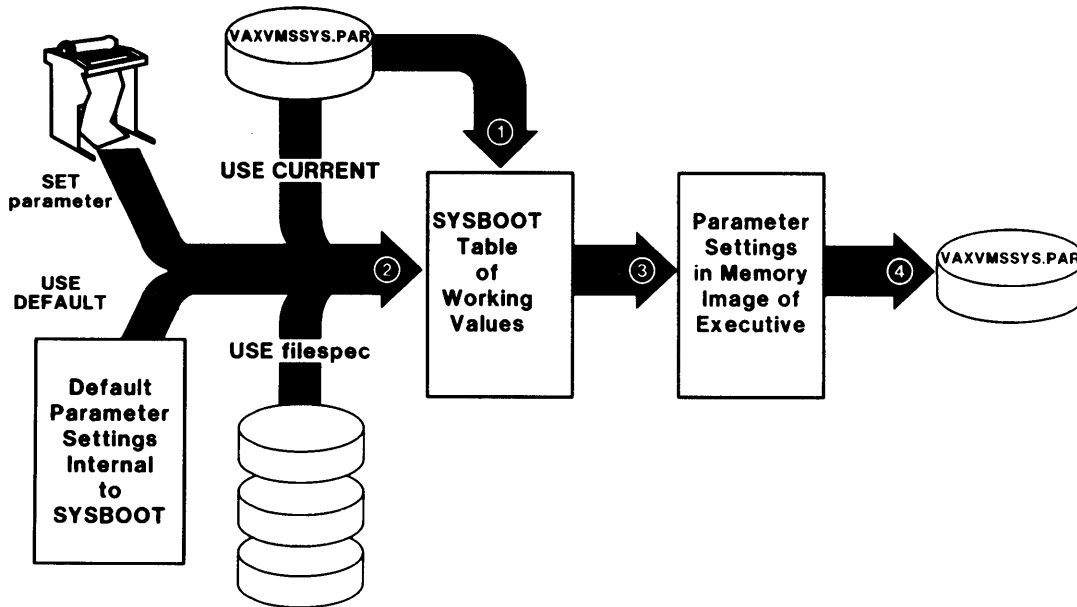 VAXVMSSYS.PAR
1
SET
parameter
USE CURRENT
SYSBOOT
Table
of
Working
Values
Parameter
Settings
in Memory
Image of
Executive
2
3
4
VAXVMSSYS.PAR
USE
DEFAULT
USE filespec
Default
Parameter
Settings
Internal
to
SYSBOOT